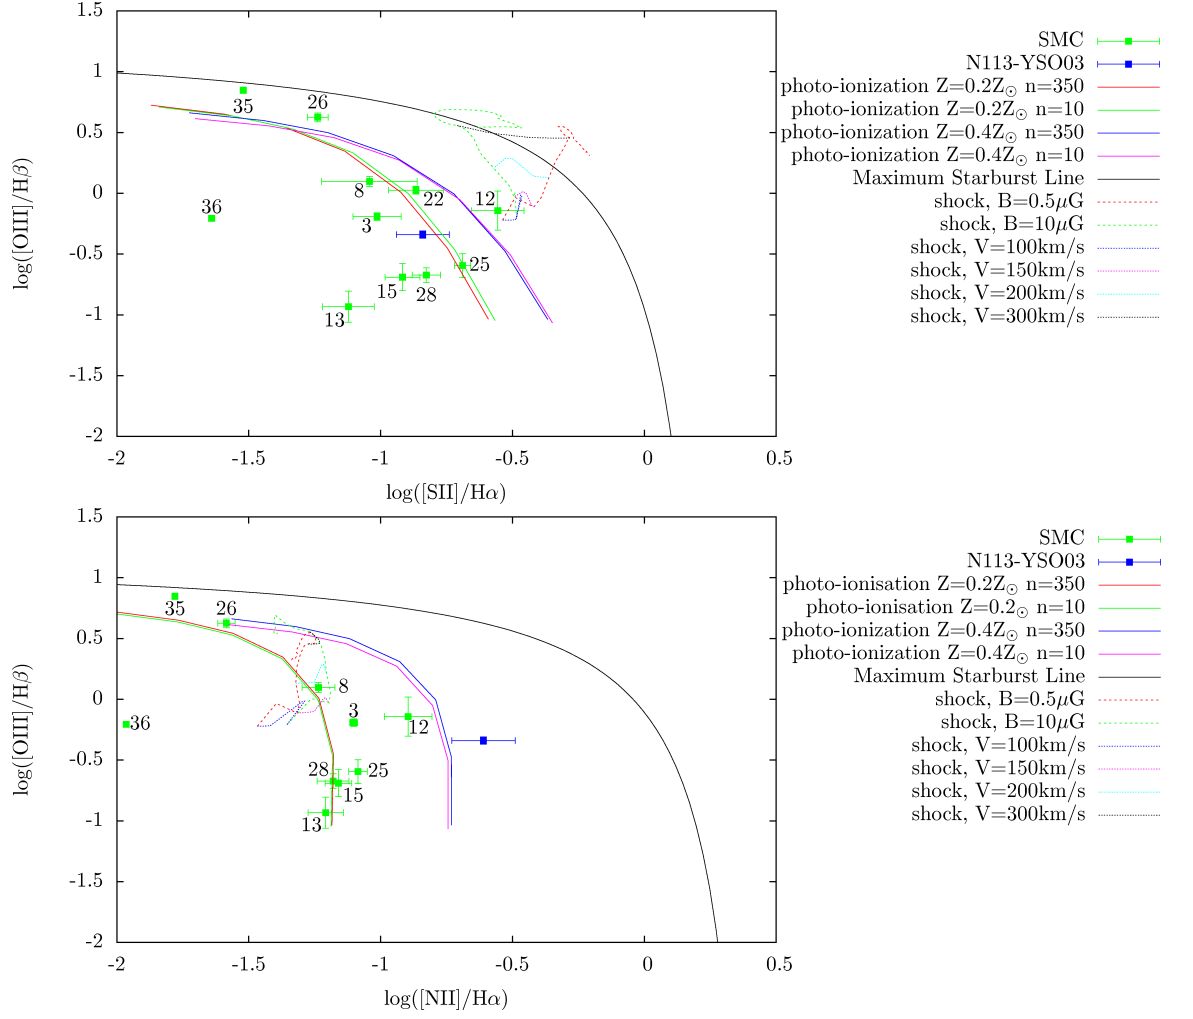 1.5
1
0.5
0
-0.5
-1
-1.5
-2
log([OIII]/Hβ)
-2
-1.5
-1
-0.5
0
0.5
log([SII]/Hα)
35
26
36
8
22
12
3
25
15
28
13
SMC
N113-YSO03
photo-ionization Z=0.2Z⊙ n=350
photo-ionization Z=0.2Z⊙ n=10
photo-ionization Z=0.4Z⊙ n=350
photo-ionization Z=0.4Z⊙ n=10
Maximum Starburst Line
shock, B=0.5μG
shock, B=10μG
shock, V=100km/s
shock, V=150km/s
shock, V=200km/s
shock, V=300km/s
1.5
1
0.5
0
-0.5
-1
-1.5
-2
log([OIII]/Hβ)
-2
-1.5
-1
-0.5
0
0.5
log([NII]/Hα)
35
26
8
3
36
12
28
25
15
13
SMC
N113-YSO03
photo-ionisation Z=0.2Z⊙ n=350
photo-ionisation Z=0.2⊙ n=10
photo-ionization Z=0.4Z⊙ n=350
photo-ionization Z=0.4Z⊙ n=10
Maximum Starburst Line
shock, B=0.5μG
shock, B=10μG
shock, V=100km/s
shock, V=150km/s
shock, V=200km/s
shock, V=300km/s